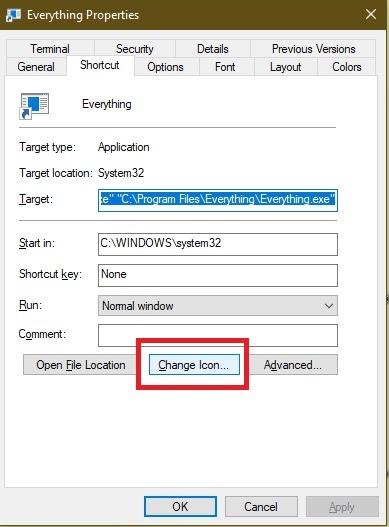 Everything Properties
Terminal Security Details Previous Versions
General Shortcut Options Font Layout Colors
Everything
Target type: Application
Target location: System32
Target: xe" "C:\Program Files\Everything\Everything.exe"
Start in: C:\WINDOWS\system32
Shortcut key: None
Run: Normal window
Comment:
Open File Location Change Icon... Advanced...
OK Cancel Apply